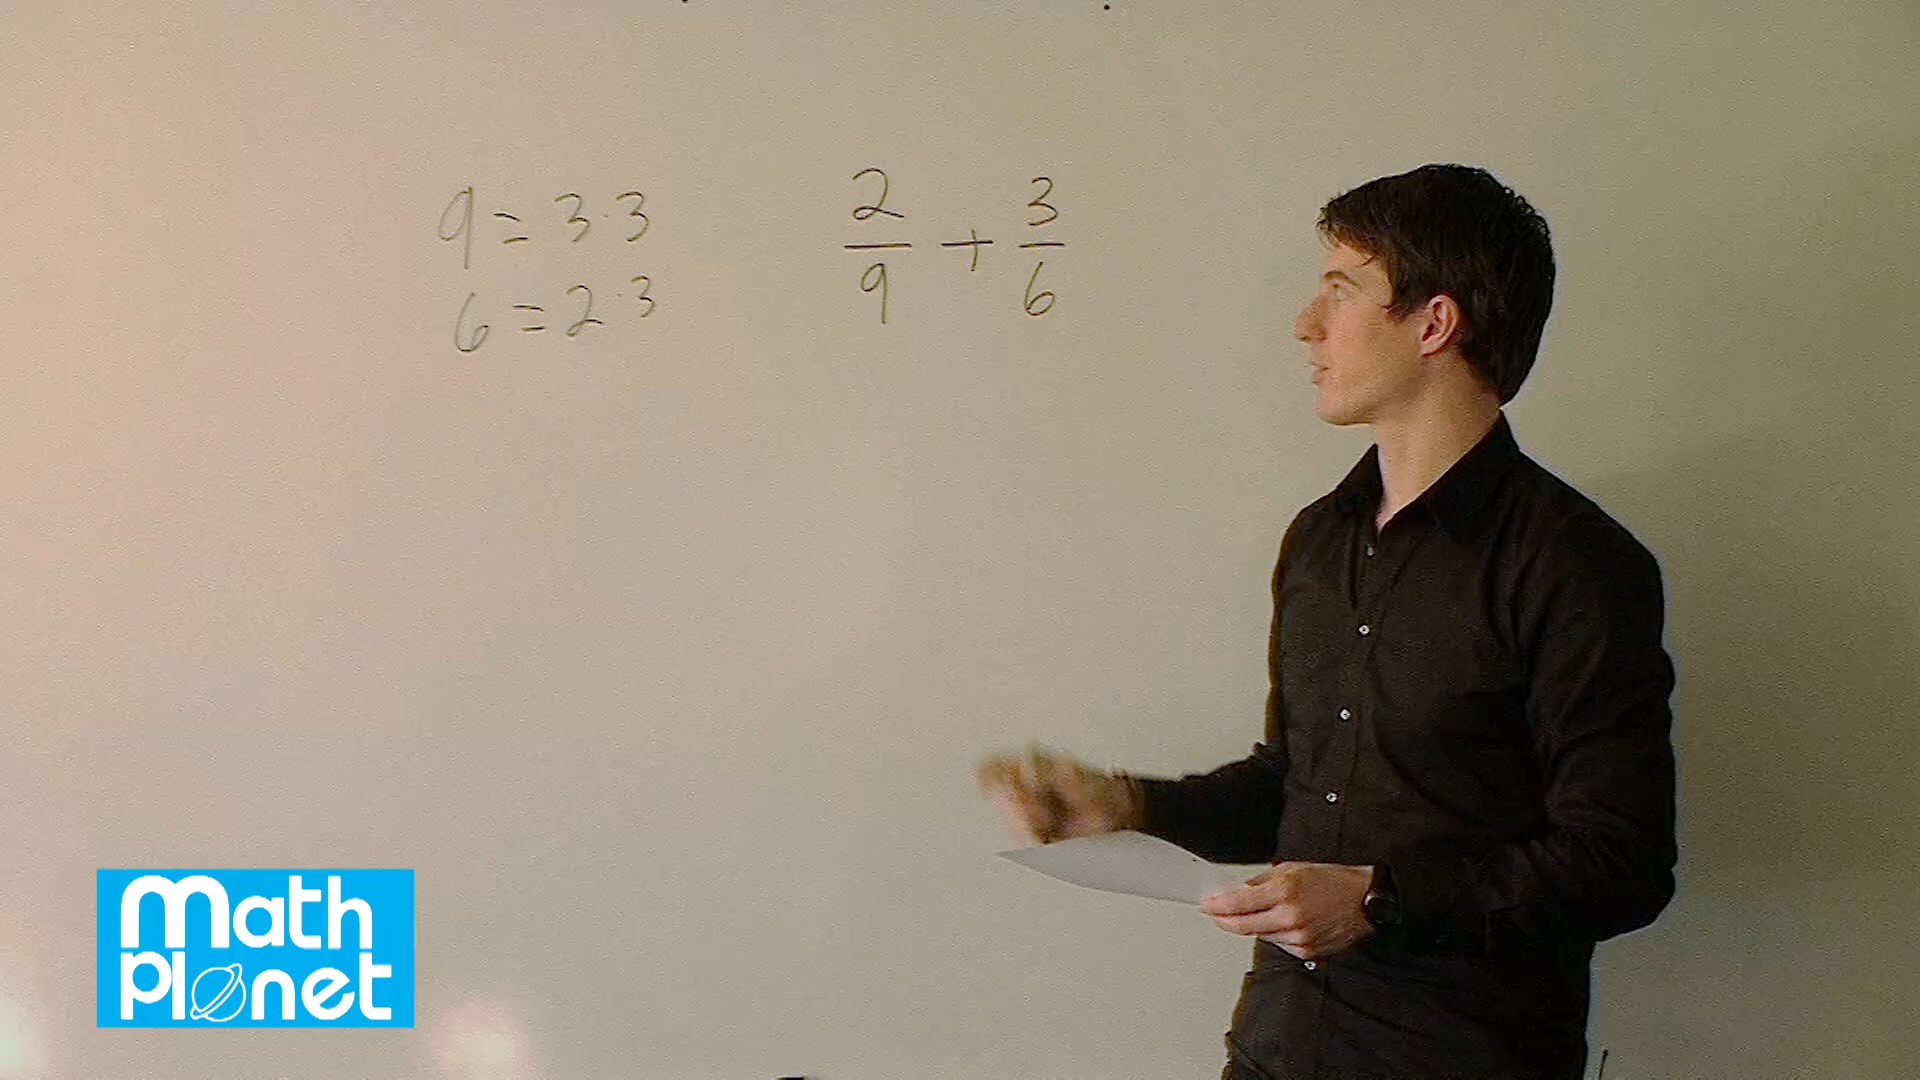 9 = 3·3
6 = 2·3
2/9 + 3/6
Math
Planet